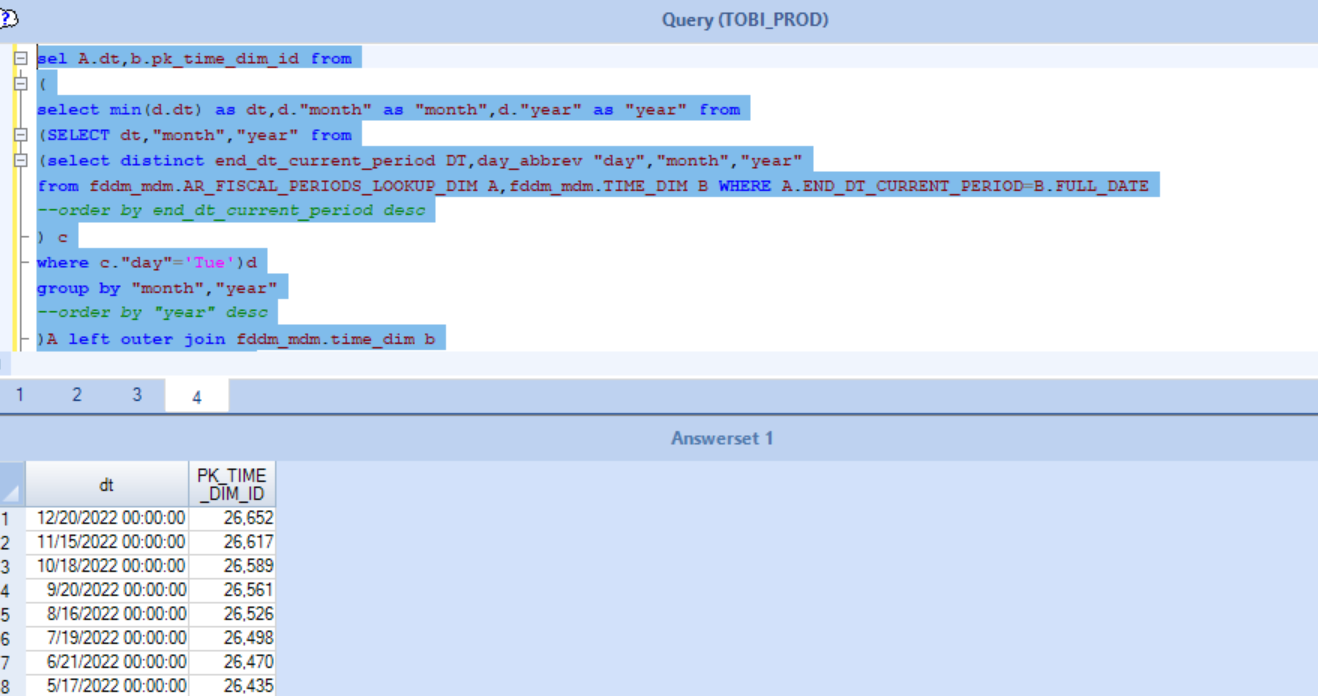 ?
Query (TOBI_PROD)
sel A.dt,b.pk_time_dim_id from
(
select min(d.dt) as dt,d."month" as "month",d."year" as "year" from
(SELECT dt,"month","year" from
(select distinct end_dt_current_period DT,day_abbrev "day","month","year"
from fddm_mdm.AR_FISCAL_PERIODS_LOOKUP_DIM A,fddm_mdm.TIME_DIM B WHERE A.END_DT_CURRENT_PERIOD=B.FULL_DATE
--order by end_dt_current_period desc
) c
where c."day"='Tue')d
group by "month","year"
--order by "year" desc
)A left outer join fddm_mdm.time_dim b
1 2 3 4
Answerset 1
dt PK_TIME
_DIM_ID
1 12/20/2022 00:00:00 26,652
2 11/15/2022 00:00:00 26,617
3 10/18/2022 00:00:00 26,589
4 9/20/2022 00:00:00 26,561
5 8/16/2022 00:00:00 26,526
6 7/19/2022 00:00:00 26,498
7 6/21/2022 00:00:00 26,470
8 5/17/2022 00:00:00 26,435